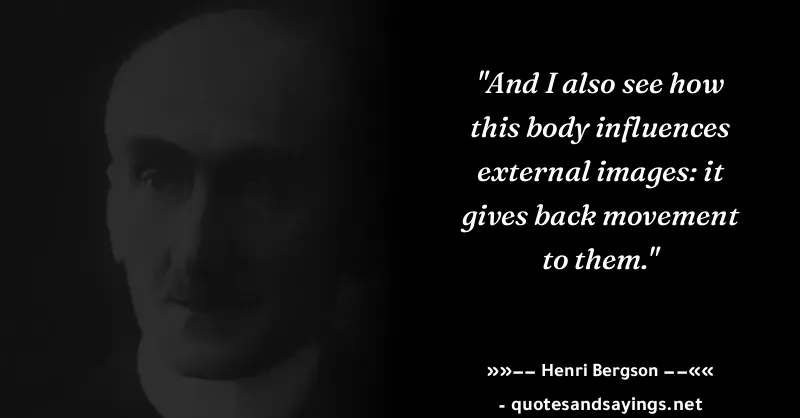 "And I also see how
this body influences
external images: it
gives back movement
to them."
»»−− Henri Bergson −−««
- quotesandsayings.net